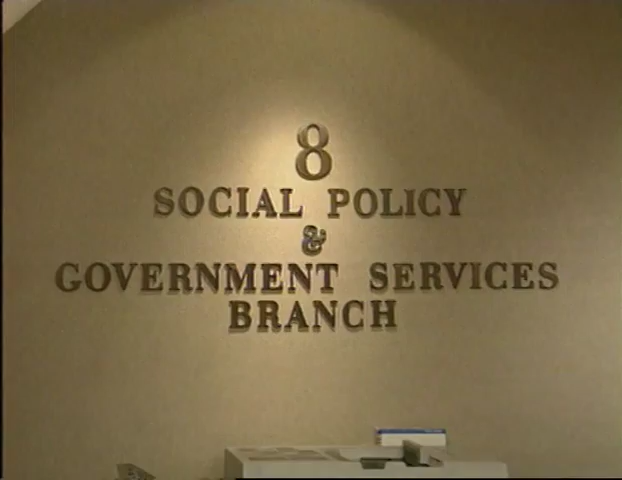 8
SOCIAL POLICY
&
GOVERNMENT SERVICES
BRANCH